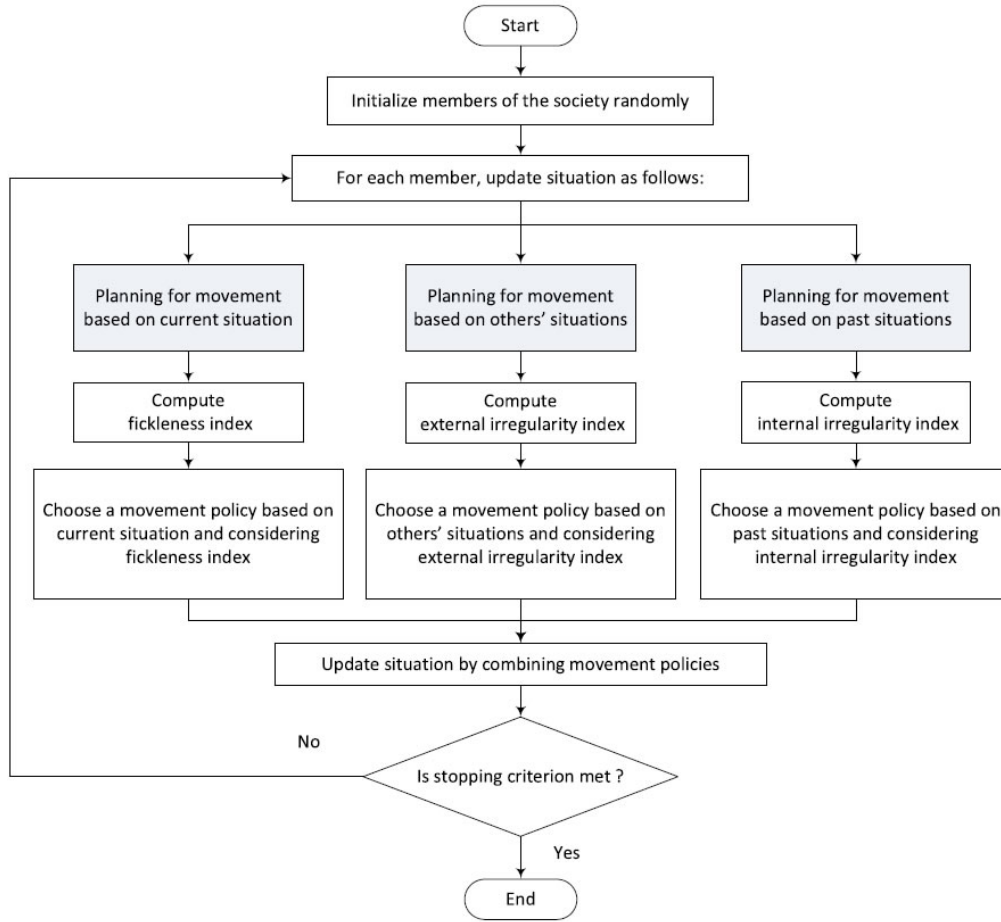 Start
Initialize members of the society randomly
For each member, update situation as follows:
Planning for movement
based on current situation
Planning for movement
based on others’ situations
Planning for movement
based on past situations
Compute
fickleness index
Compute
external irregularity index
Compute
internal irregularity index
Choose a movement policy based on
current situation and considering
fickleness index
Choose a movement policy based on
others’ situations and considering
external irregularity index
Choose a movement policy based on
past situations and considering
internal irregularity index
Update situation by combining movement policies
No
Is stopping criterion met ?
Yes
End